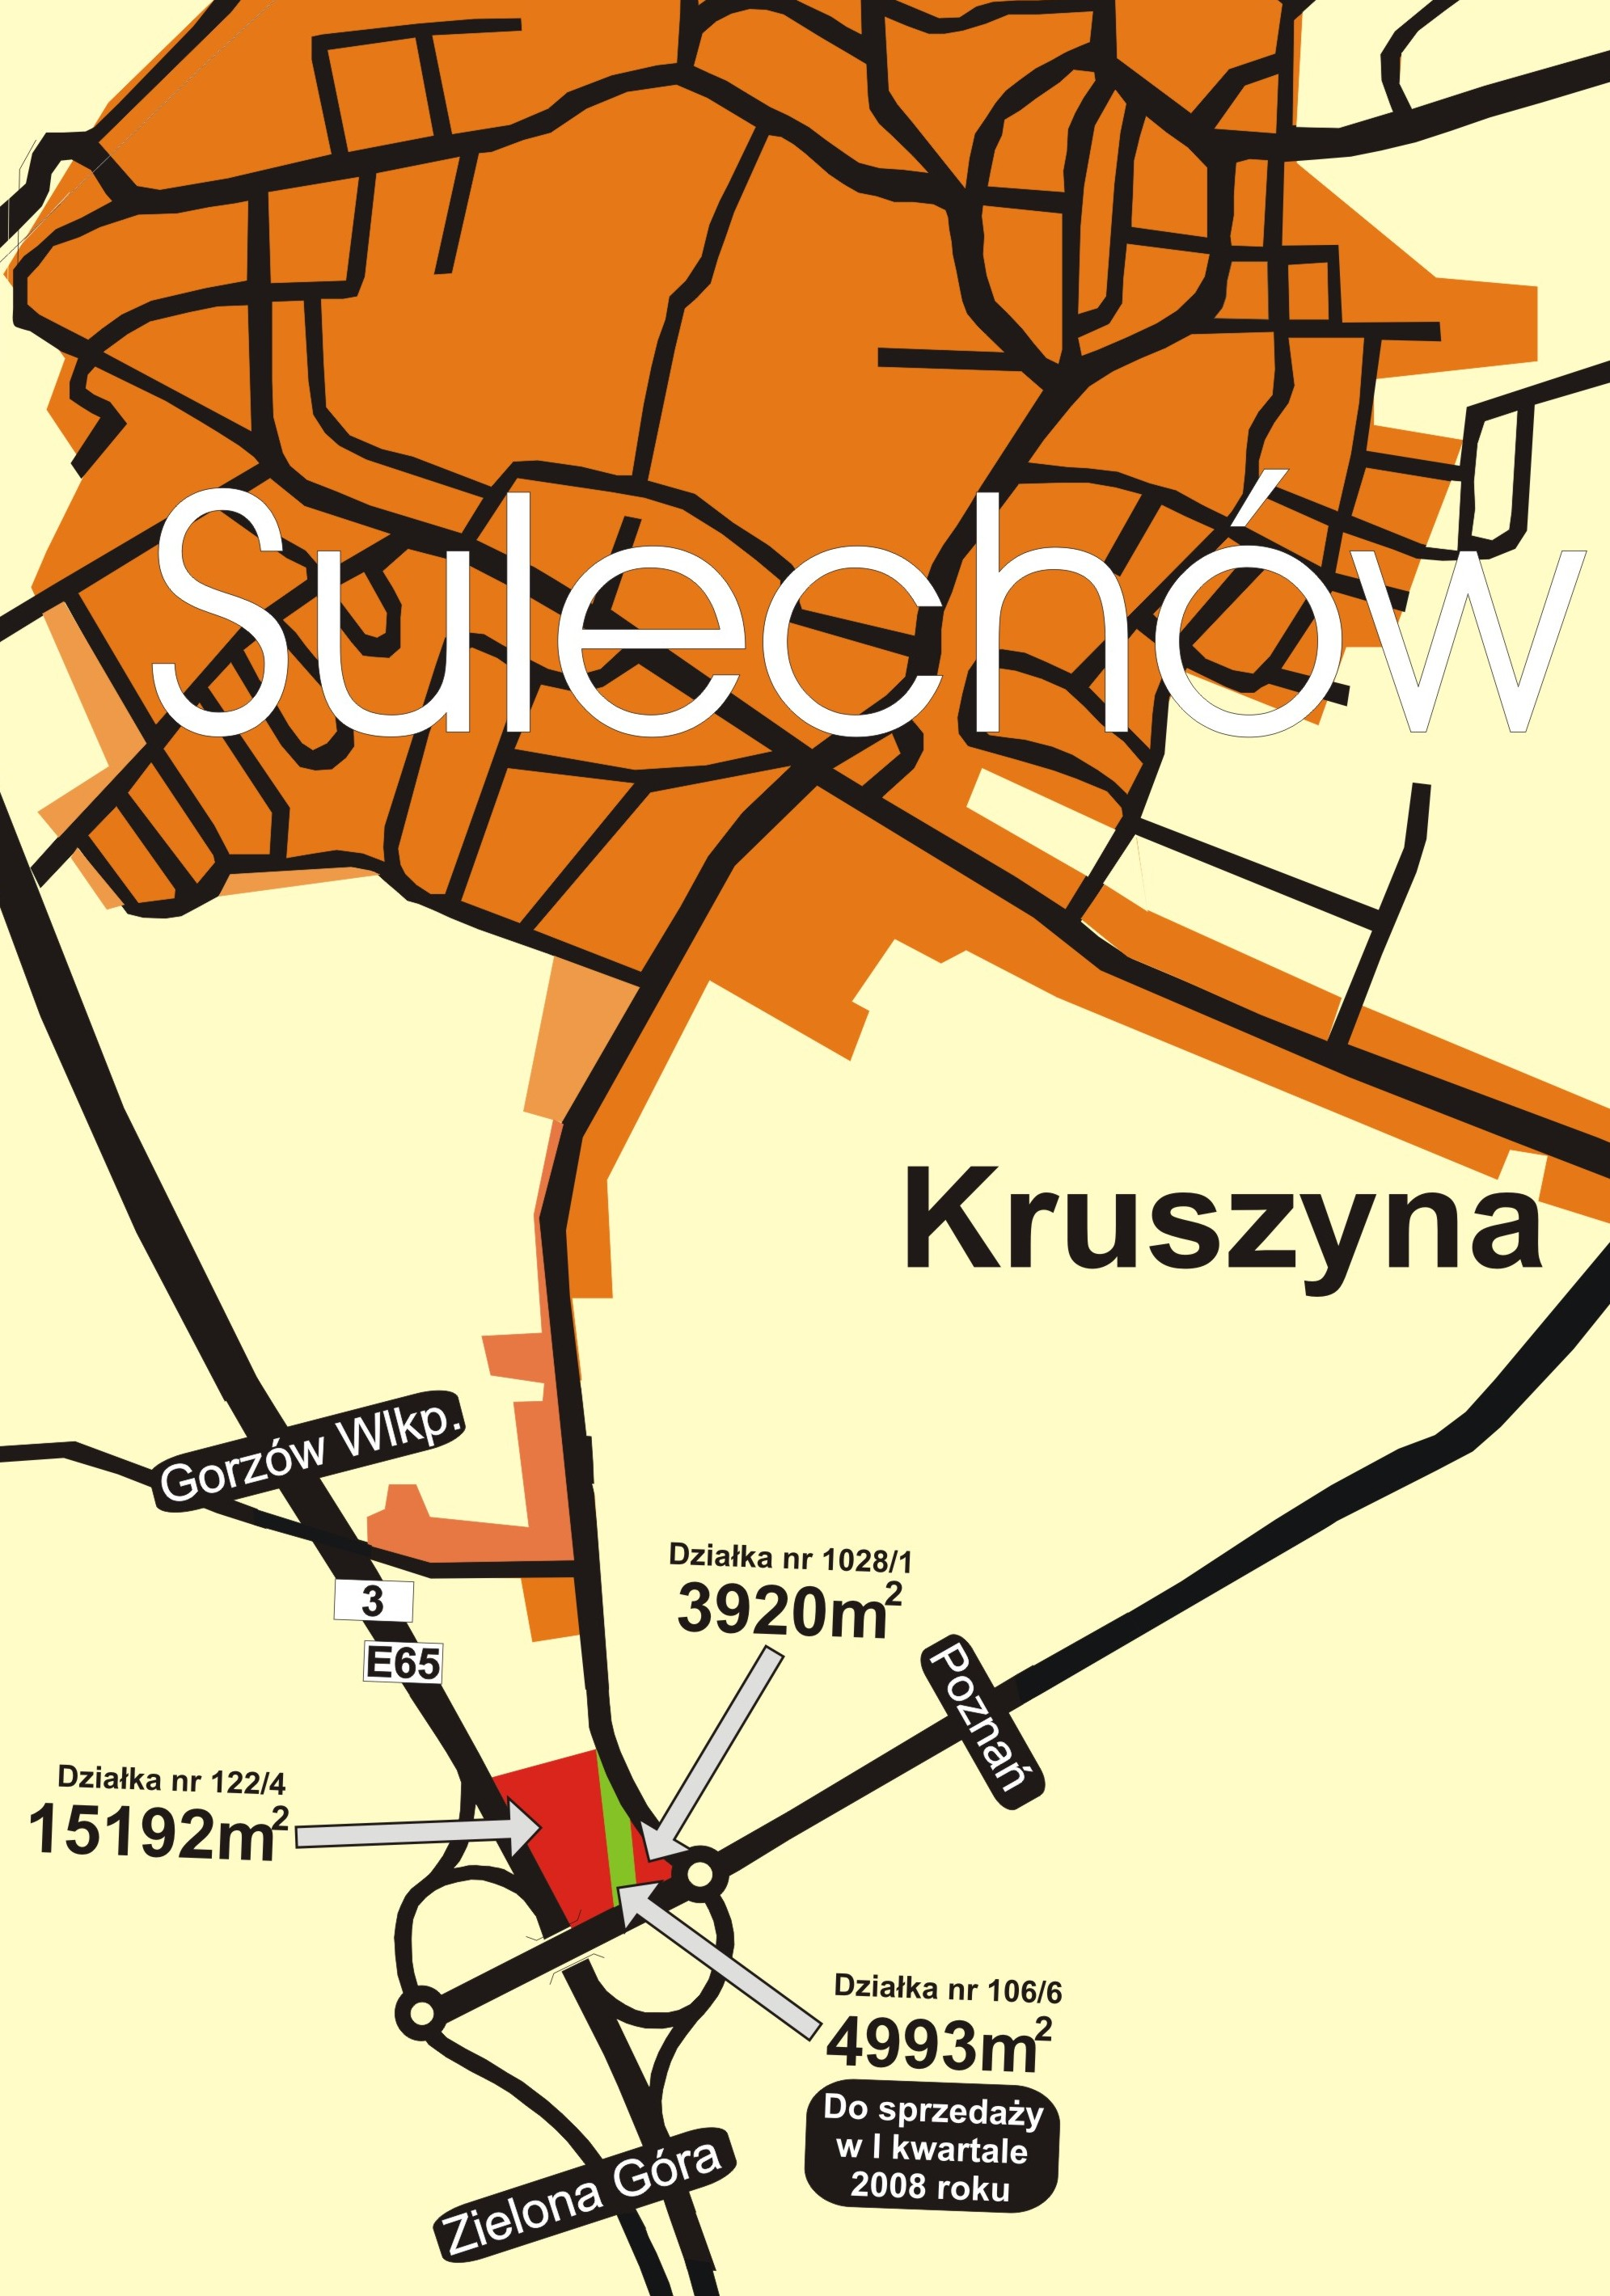 Sulechów
Kruszyna
Gorzów Wlkp.
Działka nr 1028/1
3920m²
3
E65
Poznań
Działka nr 122/4
15192m²
Działka nr 106/6
4993m²
Do sprzedaży
w I kwartale
2008 roku
Zielona Góra